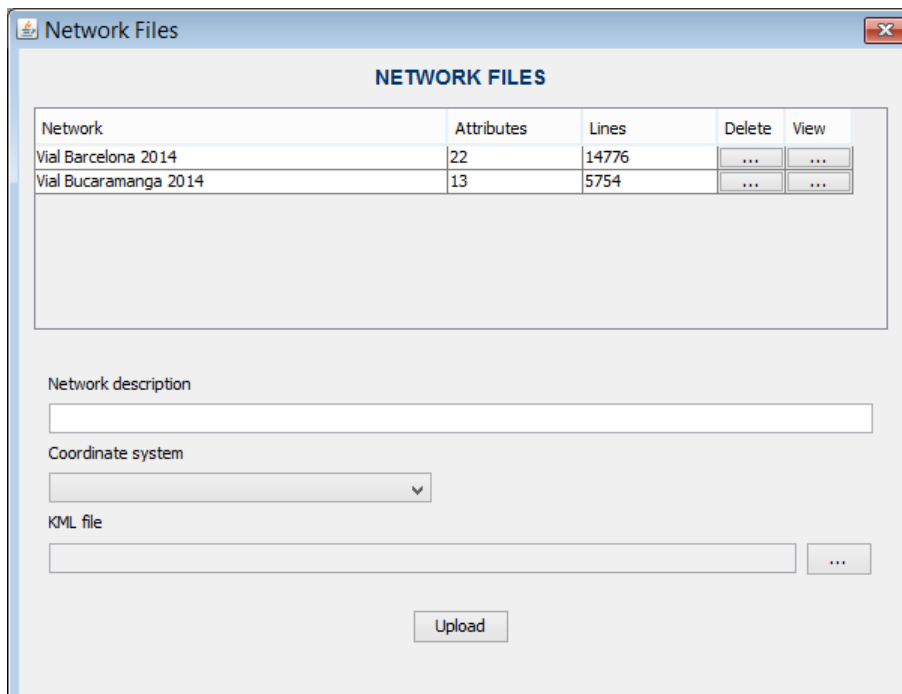 Network Files
NETWORK FILES
Network Attributes Lines Delete View
Vial Barcelona 2014 22 14776 ... ...
Vial Bucaramanga 2014 13 5754 ... ...
Network description
Coordinate system
KML file
...
Upload